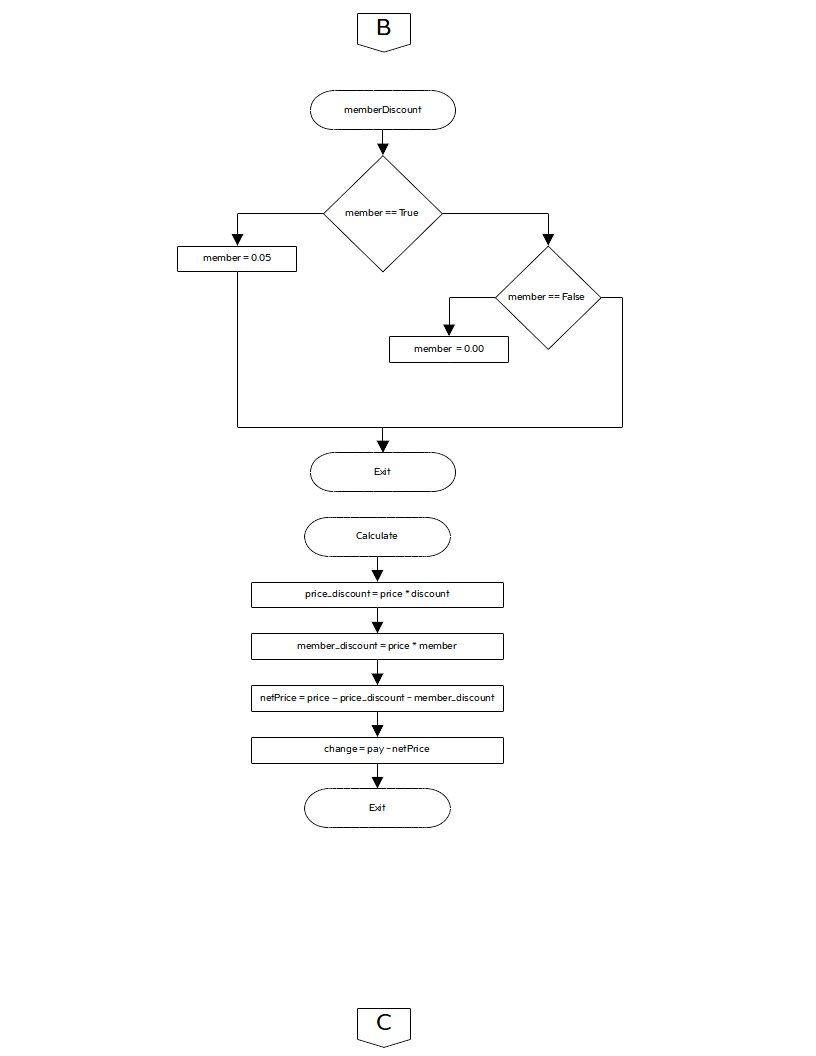 B
memberDiscount
member == True
member = 0.05
member == False
member = 0.00
Exit
Calculate
price_discount = price * discount
member_discount = price * member
netPrice = price – price_discount - member_discount
change = pay - netPrice
Exit
C